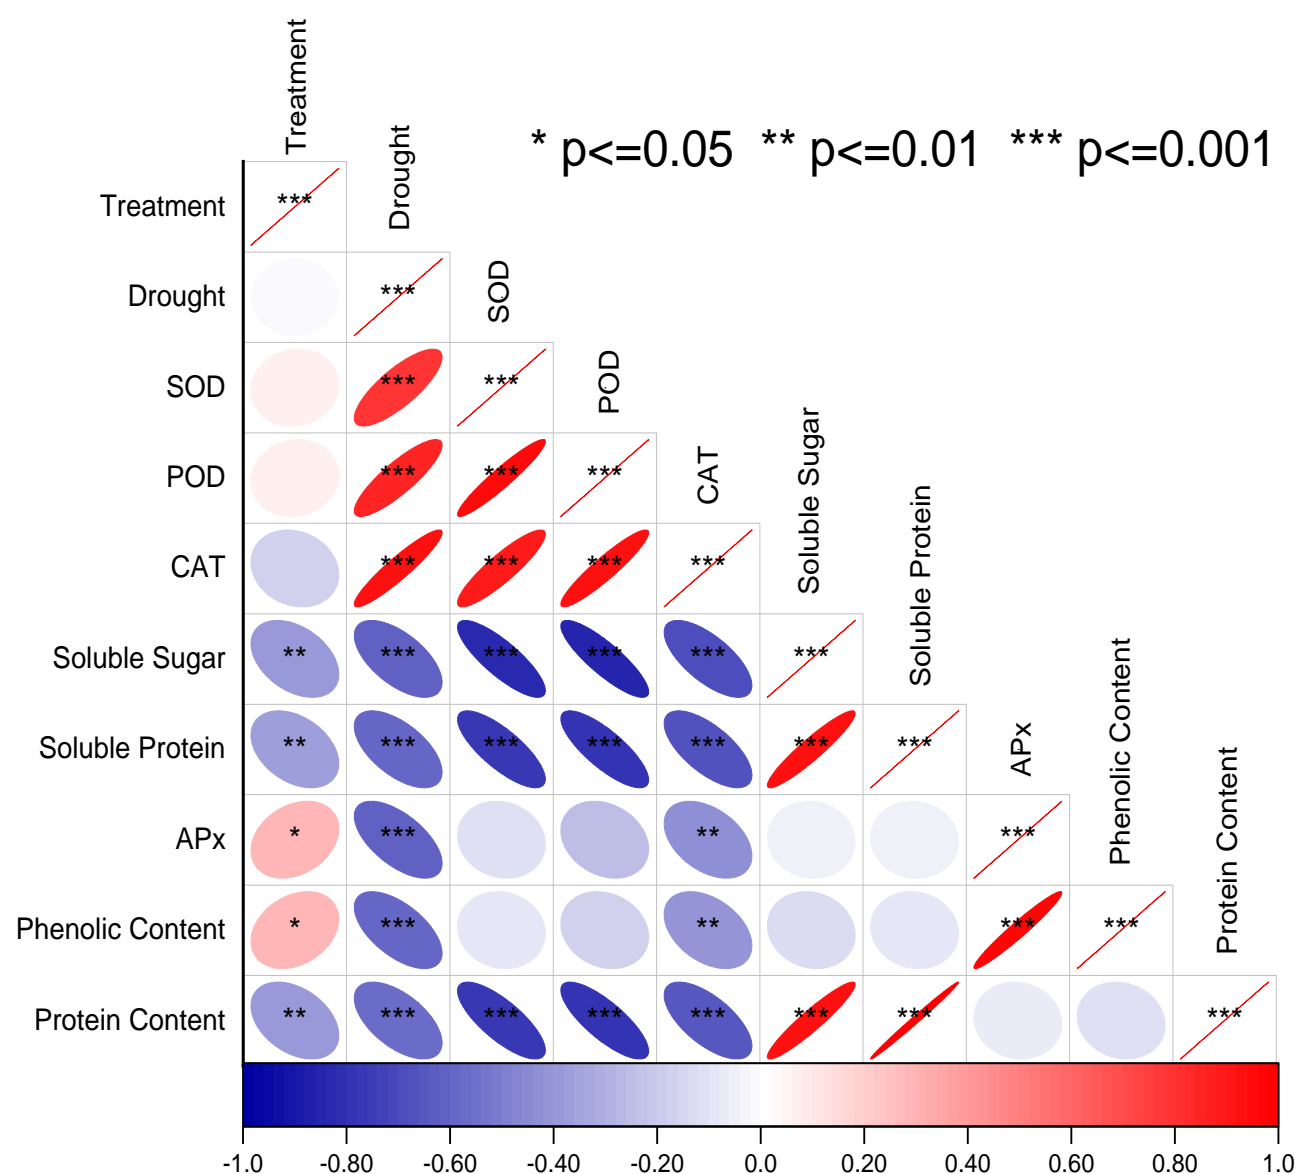 Treatment
Drought
* p<=0.05 ** p<=0.01 *** p<=0.001
Treatment ***
SOD
Drought ***
POD
SOD *** ***
Soluble Sugar
CAT
POD *** *** ***
Soluble Protein
CAT *** *** *** ***
Soluble Sugar ** *** *** *** *** ***
Phenolic Content
APx
Soluble Protein ** *** *** *** *** *** ***
Protein Content
APx * *** ** ***
Phenolic Content * *** ** *** ***
Protein Content ** *** *** *** *** *** *** ***
-1.0 -0.80 -0.60 -0.40 -0.20 0.0 0.20 0.40 0.60 0.80 1.0